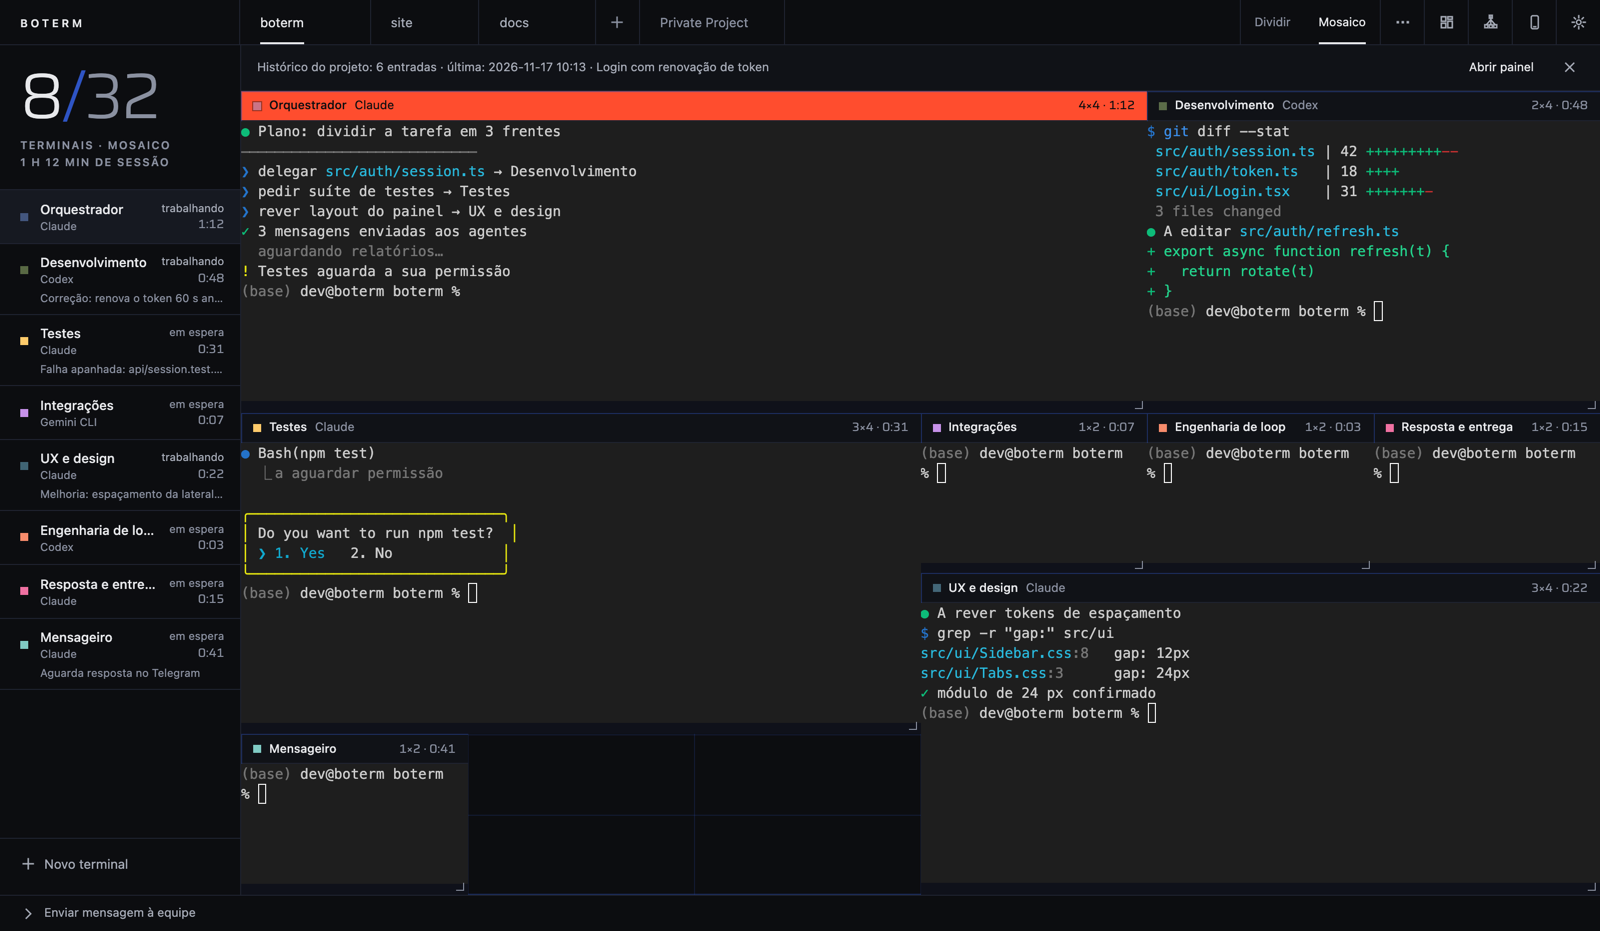 BOTERM
boterm
site
docs
Private Project
Dividir
Mosaico
Histórico do projeto: 6 entradas · última: 2026-11-17 10:13 · Login com renovação de token
Abrir painel
8/32
TERMINAIS · MOSAICO
1 H 12 MIN DE SESSÃO
Orquestrador trabalhando
Claude 1:12
Desenvolvimento trabalhando
Codex 0:48
Correção: renova o token 60 s an...
Testes em espera
Claude 0:31
Falha apanhada: api/session.test....
Integrações em espera
Gemini CLI 0:07
UX e design trabalhando
Claude 0:22
Melhoria: espaçamento da lateral...
Engenharia de lo... em espera
Codex 0:03
Resposta e entre... em espera
Claude 0:15
Mensageiro em espera
Claude 0:41
Aguarda resposta no Telegram
+ Novo terminal
Orquestrador Claude 4×4 · 1:12
● Plano: dividir a tarefa em 3 frentes
❯ delegar src/auth/session.ts → Desenvolvimento
❯ pedir suíte de testes → Testes
❯ rever layout do painel → UX e design
✓ 3 mensagens enviadas aos agentes
aguardando relatórios…
! Testes aguarda a sua permissão
(base) dev@boterm boterm %
Desenvolvimento Codex 2×4 · 0:48
$ git diff --stat
src/auth/session.ts | 42 +++++++++--
src/auth/token.ts | 18 ++++
src/ui/Login.tsx | 31 +++++++-
3 files changed
● A editar src/auth/refresh.ts
+ export async function refresh(t) {
+ return rotate(t)
+ }
(base) dev@boterm boterm %
Testes Claude 3×4 · 0:31
● Bash(npm test)
⎿ a aguardar permissão
Do you want to run npm test?
❯ 1. Yes 2. No
(base) dev@boterm boterm %
Integrações 1×2 · 0:07
(base) dev@boterm boterm
%
Engenharia de loop 1×2 · 0:03
(base) dev@boterm boterm
%
Resposta e entrega 1×2 · 0:15
(base) dev@boterm boterm
%
UX e design Claude 3×4 · 0:22
● A rever tokens de espaçamento
$ grep -r "gap:" src/ui
src/ui/Sidebar.css:8 gap: 12px
src/ui/Tabs.css:3 gap: 24px
✓ módulo de 24 px confirmado
(base) dev@boterm boterm %
Mensageiro 1×2 · 0:41
(base) dev@boterm boterm
%
Enviar mensagem à equipe